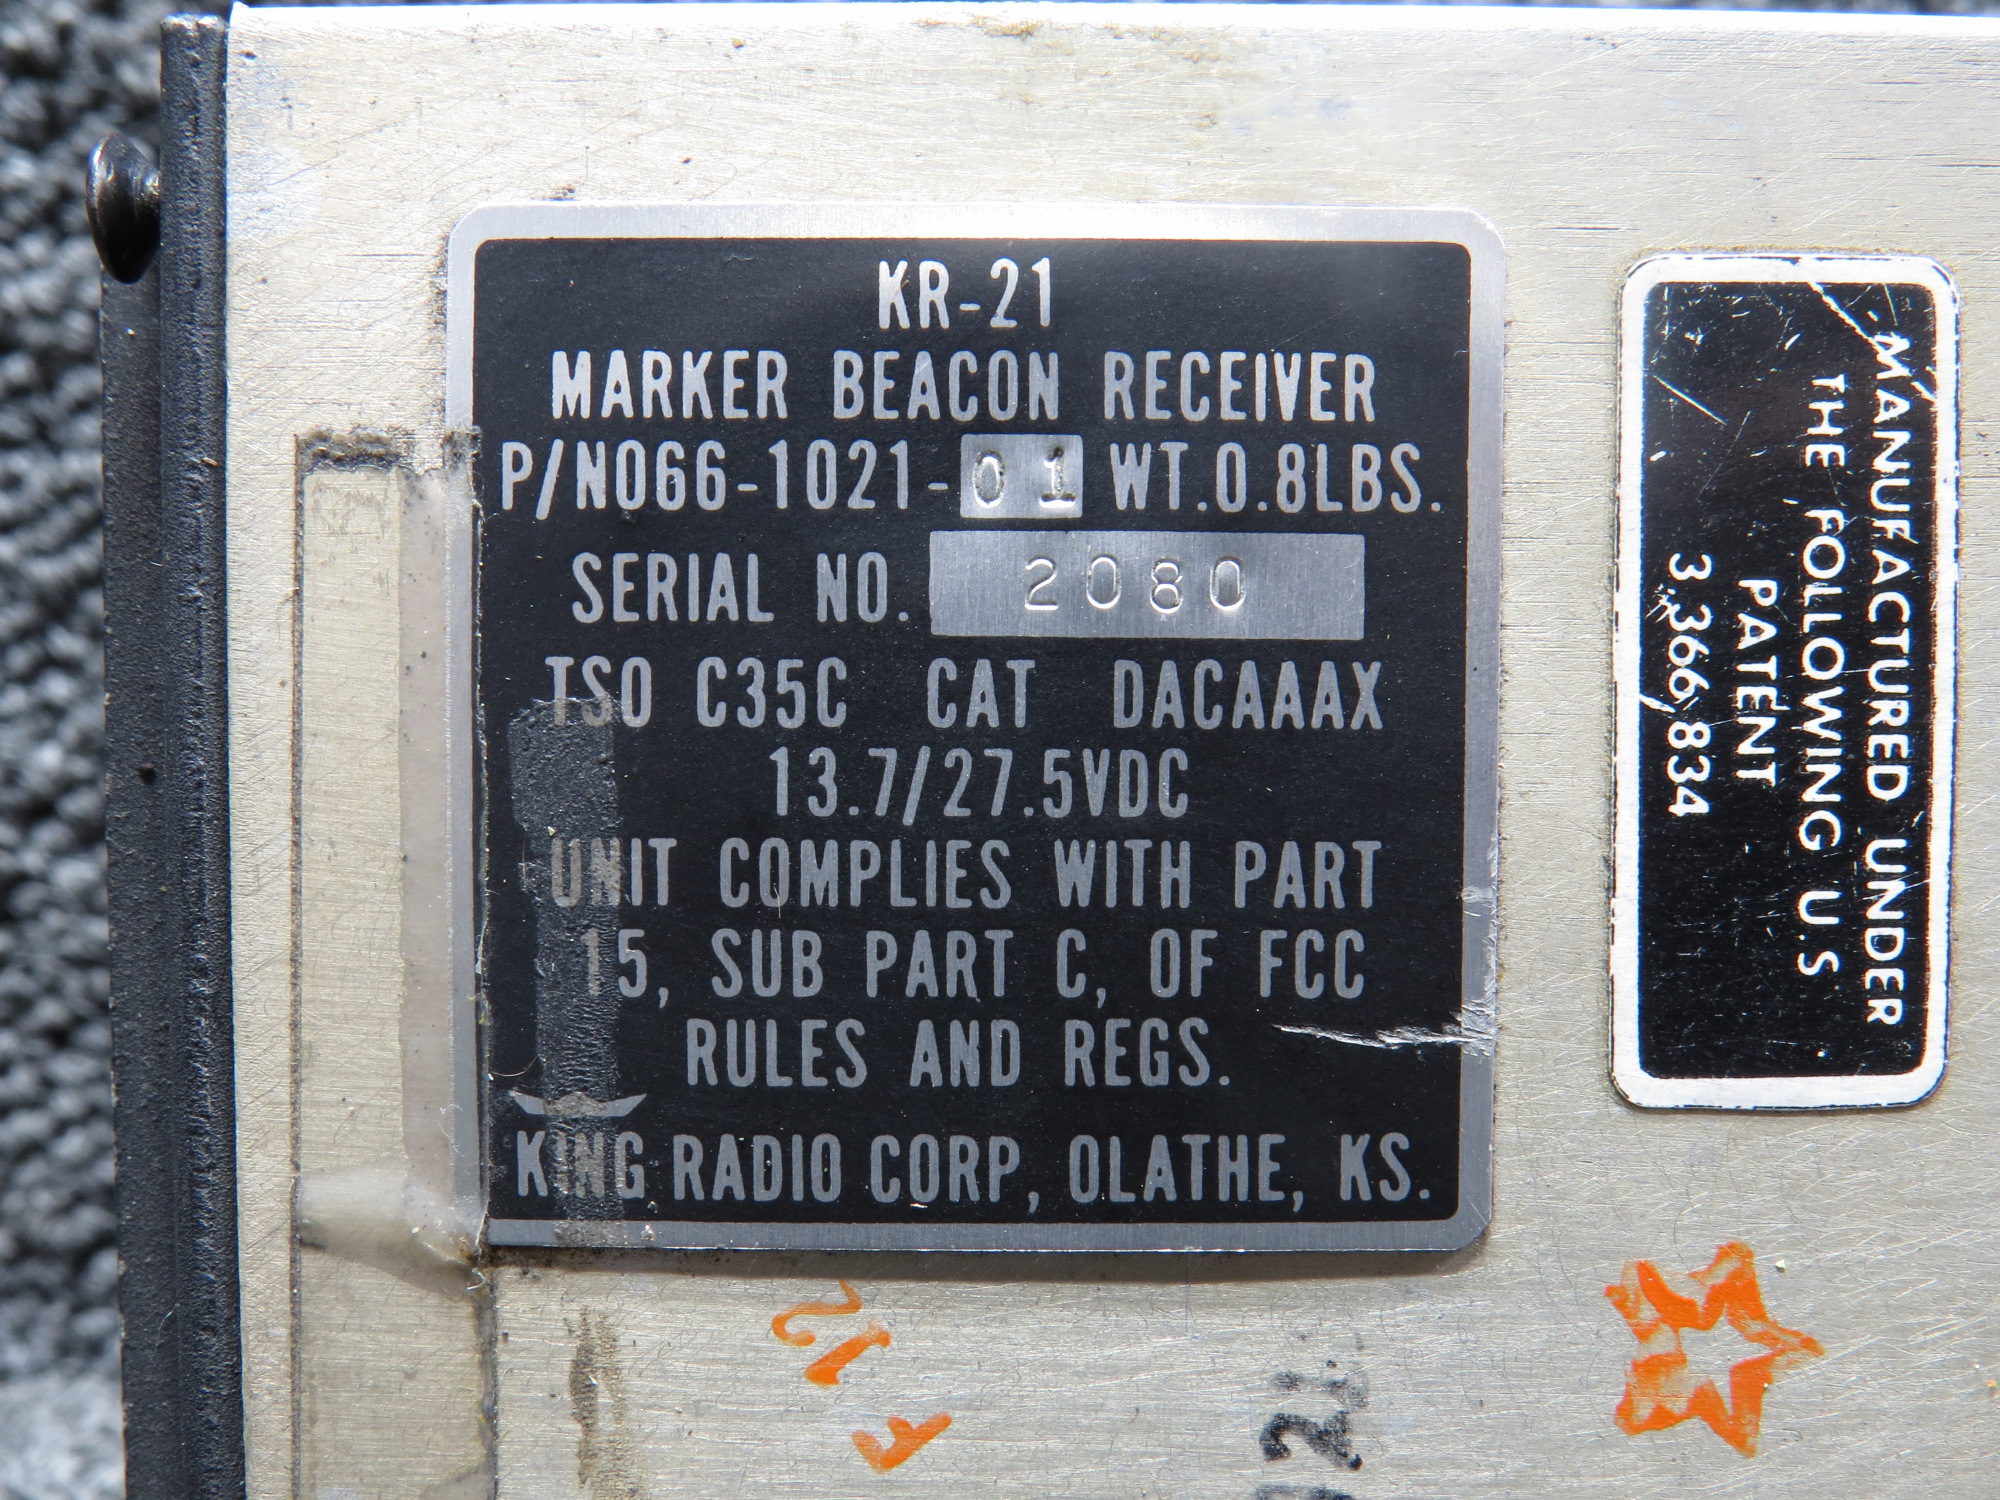 KR-21
MARKER BEACON RECEIVER
P/N066-1021-01 WT.0.8LBS.
SERIAL NO. 2080
TSO C35C CAT DACAAAX
13.7/27.5VDC
UNIT COMPLIES WITH PART
15, SUB PART C, OF FCC
RULES AND REGS.
KING RADIO CORP, OLATHE, KS.
MANUFACTURED UNDER
THE FOLLOWING U.S
PATENT
3,366,834